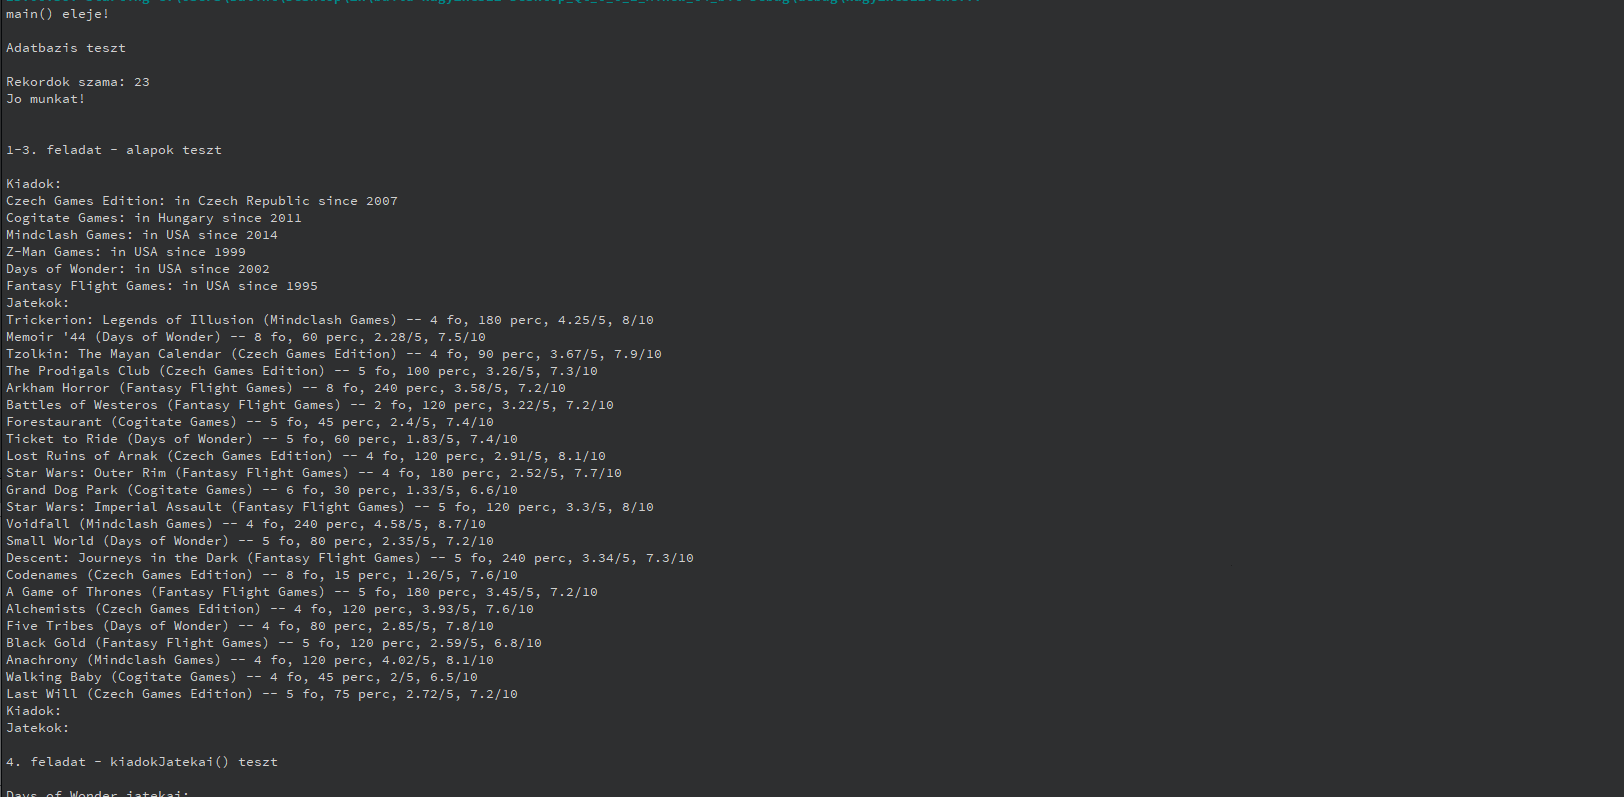 main() eleje!
Adatbazis teszt
Rekordok szama: 23
Jo munkat!
1-3. feladat - alapok teszt
Kiadok:
Czech Games Edition: in Czech Republic since 2007
Cogitate Games: in Hungary since 2011
Mindclash Games: in USA since 2014
Z-Man Games: in USA since 1999
Days of Wonder: in USA since 2002
Fantasy Flight Games: in USA since 1995
Jatekok:
Trickerion: Legends of Illusion (Mindclash Games) -- 4 fo, 180 perc, 4.25/5, 8/10
Memoir '44 (Days of Wonder) -- 8 fo, 60 perc, 2.28/5, 7.5/10
Tzolkin: The Mayan Calendar (Czech Games Edition) -- 4 fo, 90 perc, 3.67/5, 7.9/10
The Prodigals Club (Czech Games Edition) -- 5 fo, 100 perc, 3.26/5, 7.3/10
Arkham Horror (Fantasy Flight Games) -- 8 fo, 240 perc, 3.58/5, 7.2/10
Battles of Westeros (Fantasy Flight Games) -- 2 fo, 120 perc, 3.22/5, 7.2/10
Forestaurant (Cogitate Games) -- 5 fo, 45 perc, 2.4/5, 7.4/10
Ticket to Ride (Days of Wonder) -- 5 fo, 60 perc, 1.83/5, 7.4/10
Lost Ruins of Arnak (Czech Games Edition) -- 4 fo, 120 perc, 2.91/5, 8.1/10
Star Wars: Outer Rim (Fantasy Flight Games) -- 4 fo, 180 perc, 2.52/5, 7.7/10
Grand Dog Park (Cogitate Games) -- 6 fo, 30 perc, 1.33/5, 6.6/10
Star Wars: Imperial Assault (Fantasy Flight Games) -- 5 fo, 120 perc, 3.3/5, 8/10
Voidfall (Mindclash Games) -- 4 fo, 240 perc, 4.58/5, 8.7/10
Small World (Days of Wonder) -- 5 fo, 80 perc, 2.35/5, 7.2/10
Descent: Journeys in the Dark (Fantasy Flight Games) -- 5 fo, 240 perc, 3.34/5, 7.3/10
Codenames (Czech Games Edition) -- 8 fo, 15 perc, 1.26/5, 7.6/10
A Game of Thrones (Fantasy Flight Games) -- 5 fo, 180 perc, 3.45/5, 7.2/10
Alchemists (Czech Games Edition) -- 4 fo, 120 perc, 3.93/5, 7.6/10
Five Tribes (Days of Wonder) -- 4 fo, 80 perc, 2.85/5, 7.8/10
Black Gold (Fantasy Flight Games) -- 5 fo, 120 perc, 2.59/5, 6.8/10
Anachrony (Mindclash Games) -- 4 fo, 120 perc, 4.02/5, 8.1/10
Walking Baby (Cogitate Games) -- 4 fo, 45 perc, 2/5, 6.5/10
Last Will (Czech Games Edition) -- 5 fo, 75 perc, 2.72/5, 7.2/10
Kiadok:
Jatekok:
4. feladat - kiadokJatekai() teszt
Days of Wonder jatekai: